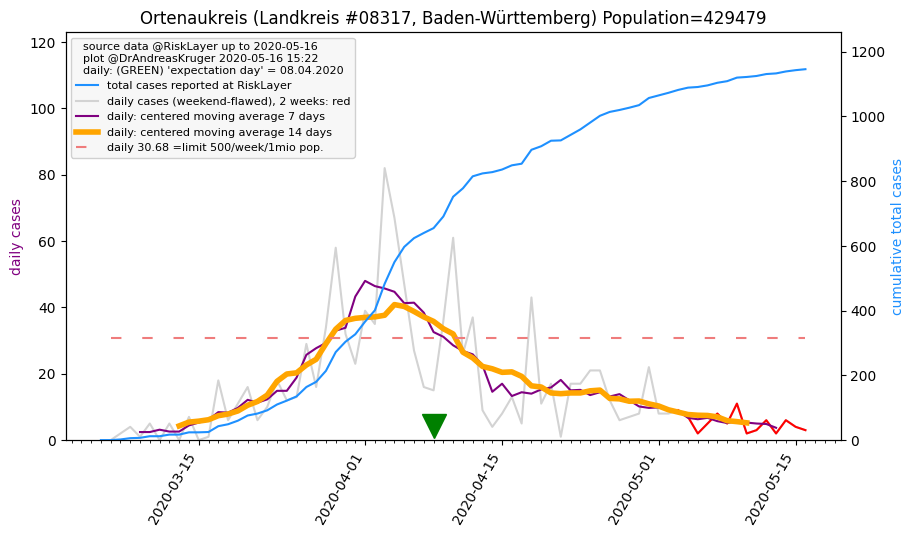 Ortenaukreis (Landkreis #08317, Baden-Württemberg) Population=429479
source data @RiskLayer up to 2020-05-16
plot @DrAndreasKruger 2020-05-16 15:22
daily: (GREEN) 'expectation day' = 08.04.2020
total cases reported at RiskLayer
daily cases (weekend-flawed), 2 weeks: red
daily: centered moving average 7 days
daily: centered moving average 14 days
daily 30.68 =limit 500/week/1mio pop.
daily cases
120
100
80
60
40
20
0
1200
1000
800
600
400
200
0
cumulative total cases
2020-03-15
2020-04-01
2020-04-15
2020-05-01
2020-05-15